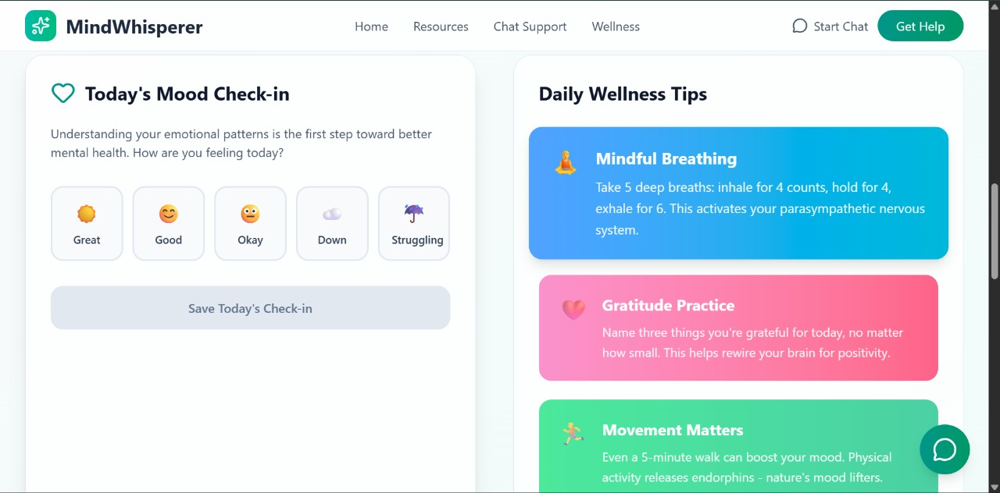 MindWhisperer
Home
Resources
Chat Support
Wellness
Start Chat
Get Help
Today's Mood Check-in
Understanding your emotional patterns is the first step toward better
mental health. How are you feeling today?
Great
Good
Okay
Down
Struggling
Save Today's Check-in
Daily Wellness Tips
Mindful Breathing
Take 5 deep breaths: inhale for 4 counts, hold for 4,
exhale for 6. This activates your parasympathetic nervous
system.
Gratitude Practice
Name three things you're grateful for today, no matter
how small. This helps rewire your brain for positivity.
Movement Matters
Even a 5-minute walk can boost your mood. Physical
activity releases endorphins - nature's mood lifters.